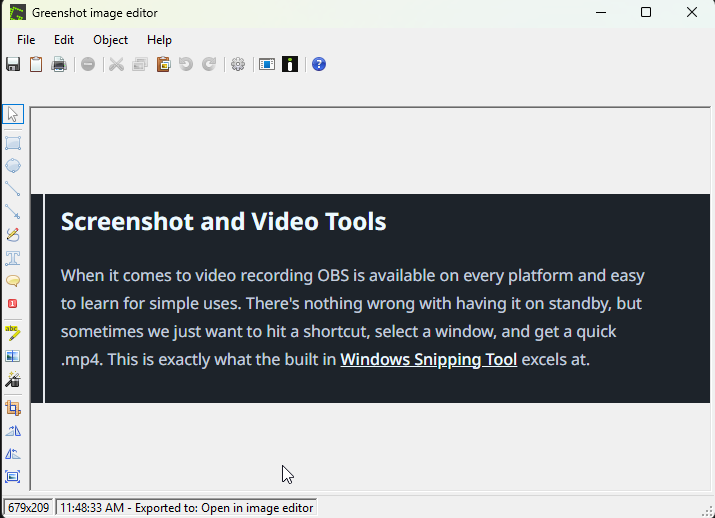 Greenshot image editor
File Edit Object Help
Screenshot and Video Tools
When it comes to video recording OBS is available on every platform and easy
to learn for simple uses. There's nothing wrong with having it on standby, but
sometimes we just want to hit a shortcut, select a window, and get a quick
.mp4. This is exactly what the built in Windows Snipping Tool excels at.
679x209 11:48:33 AM - Exported to: Open in image editor